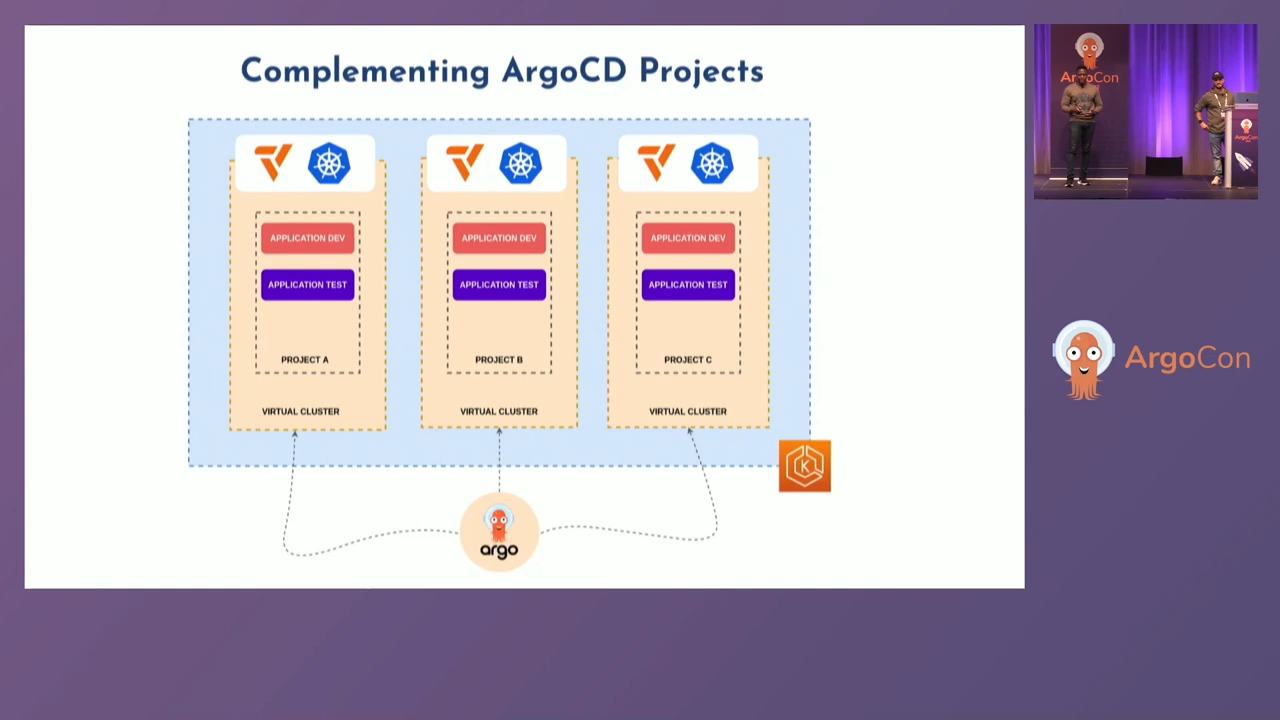 Complementing ArgoCD Projects
APPLICATION DEV
APPLICATION TEST
PROJECT A
VIRTUAL CLUSTER
APPLICATION DEV
APPLICATION TEST
PROJECT B
VIRTUAL CLUSTER
APPLICATION DEV
APPLICATION TEST
PROJECT C
VIRTUAL CLUSTER
K
argo
ArgoCon
ArgoCon
ArgoCon